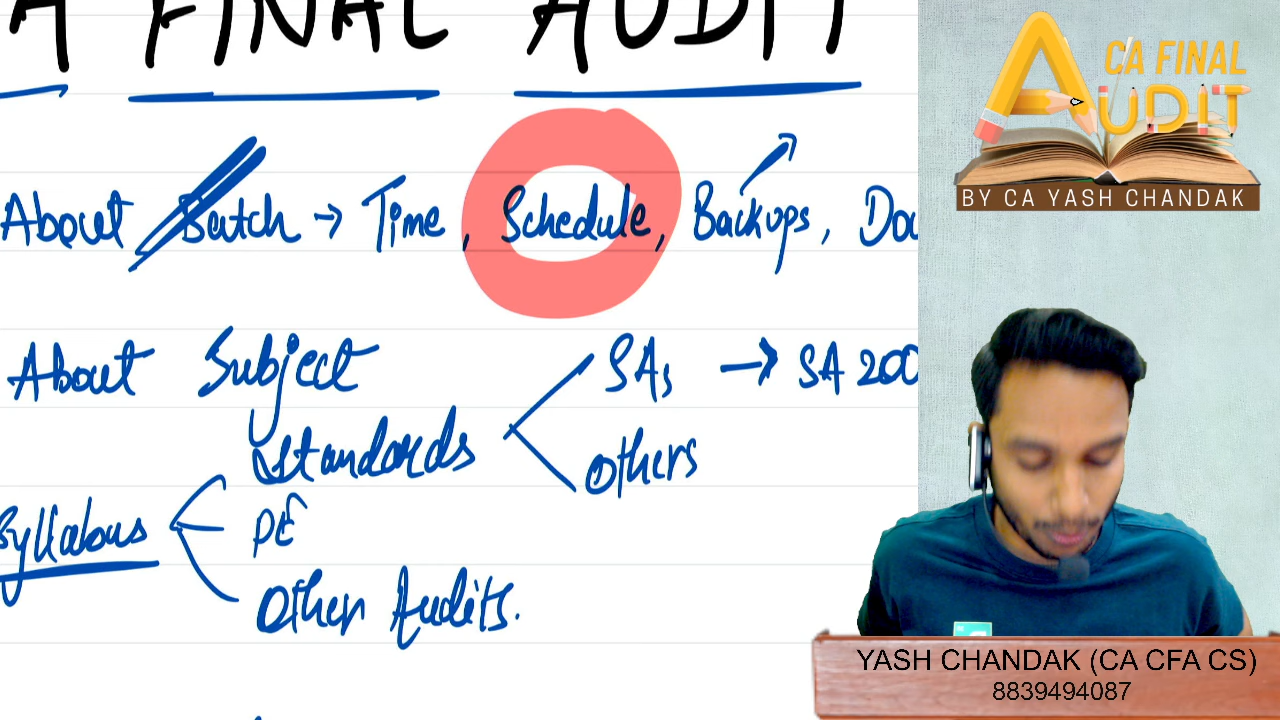 A FINAL AUDIT
About Batch → Time, Schedule, Backups, Dou
About Subject
Standards
SAs → SA 200
Others
Syllabus
PE
Other Audits.
CA FINAL
AUDIT
BY CA YASH CHANDAK
YASH CHANDAK (CA CFA CS)
8839494087